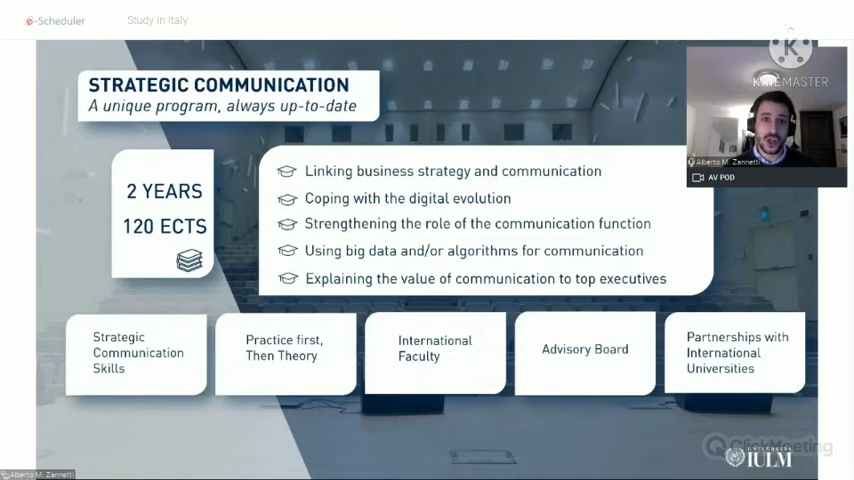 e-Scheduler
Study in Italy
STRATEGIC COMMUNICATION
A unique program, always up-to-date
K
KINEMASTER
Alberto M. Zannetti
AV POD
2 YEARS
120 ECTS
Linking business strategy and communication
Coping with the digital evolution
Strengthening the role of the communication function
Using big data and/or algorithms for communication
Explaining the value of communication to top executives
Strategic
Communication
Skills
Practice first,
Then Theory
International
Faculty
Advisory Board
Partnerships with
International
Universities
ClickMeeting
UNIVERSITÀ
IULM
Alberto M. Zannetti